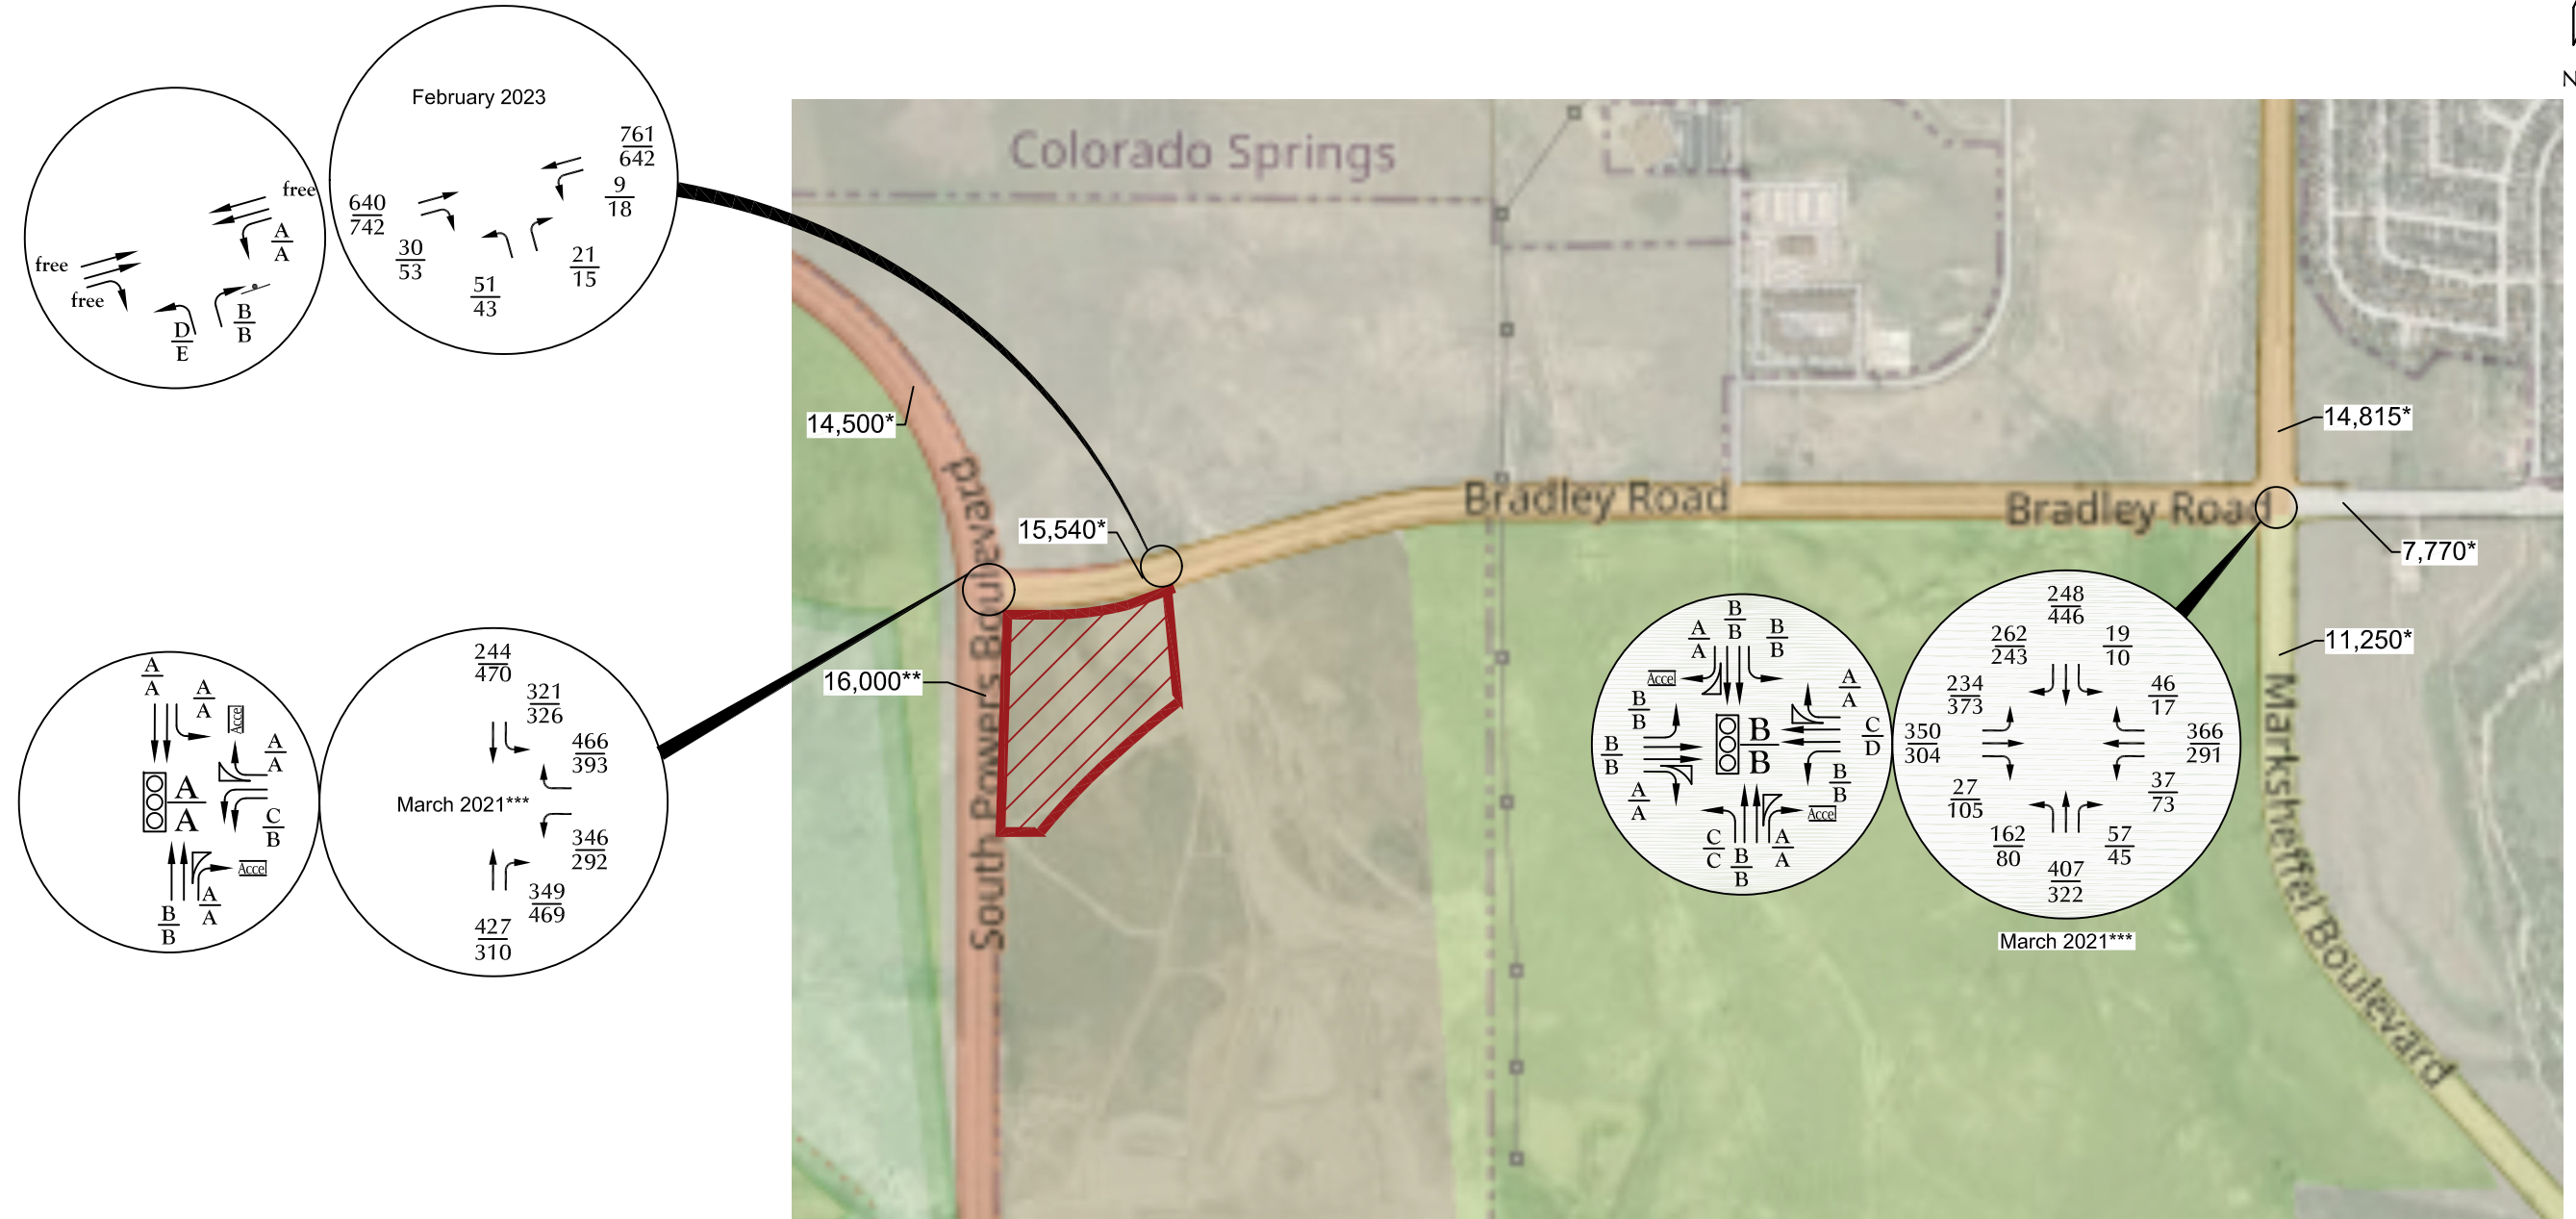 N
February 2023
761
642
9
18
640
742
30
53
51
43
21
15
free
A
A
free
free
D
E
B
B
Colorado Springs
14,500*
14,815*
15,540*
Bradley Road
Bradley Road
7,770*
16,000**
11,250*
South Powers Boulevard
Marksheffel Boulevard
A
A
A
A
Accel
A
A
A
A
C
B
Accel
A
A
B
B
244
470
321
326
466
393
March 2021***
346
292
349
469
427
310
B
B
A
A
B
B
Accel
A
A
B
B
C
D
B
B
B
B
B
B
A
A
Accel
C
C
B
B
A
A
248
446
262
243
19
10
234
373
46
17
350
304
366
291
27
105
37
73
162
80
57
45
407
322
March 2021***